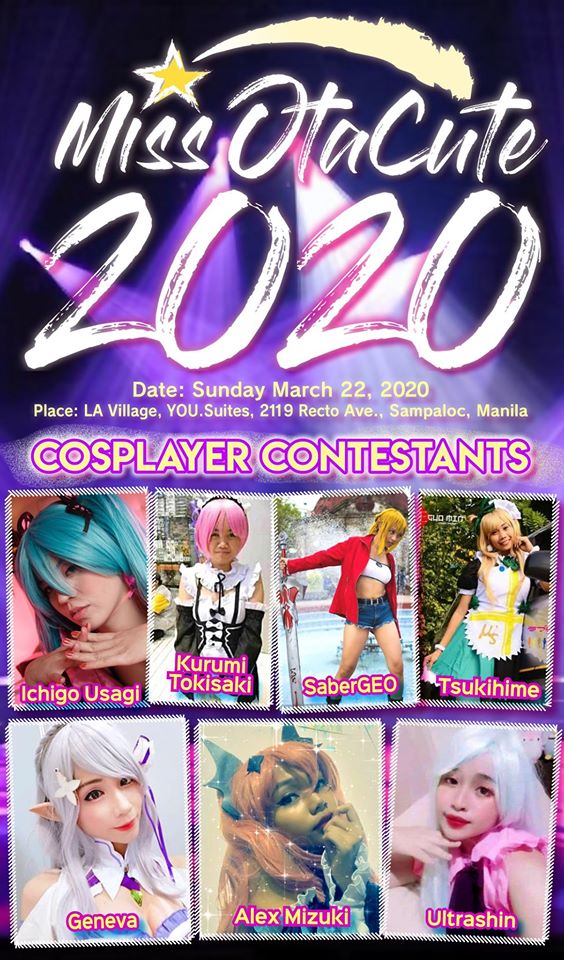 Miss OtaCute
2020
Date: Sunday March 22, 2020
Place: LA Village, YOU.Suites, 2119 Recto Ave., Sampaloc, Manila
COSPLAYER CONTESTANTS
Ichigo Usagi
Kurumi
Tokisaki
SaberGEO
Tsukihime
Geneva
Alex Mizuki
Ultrashin